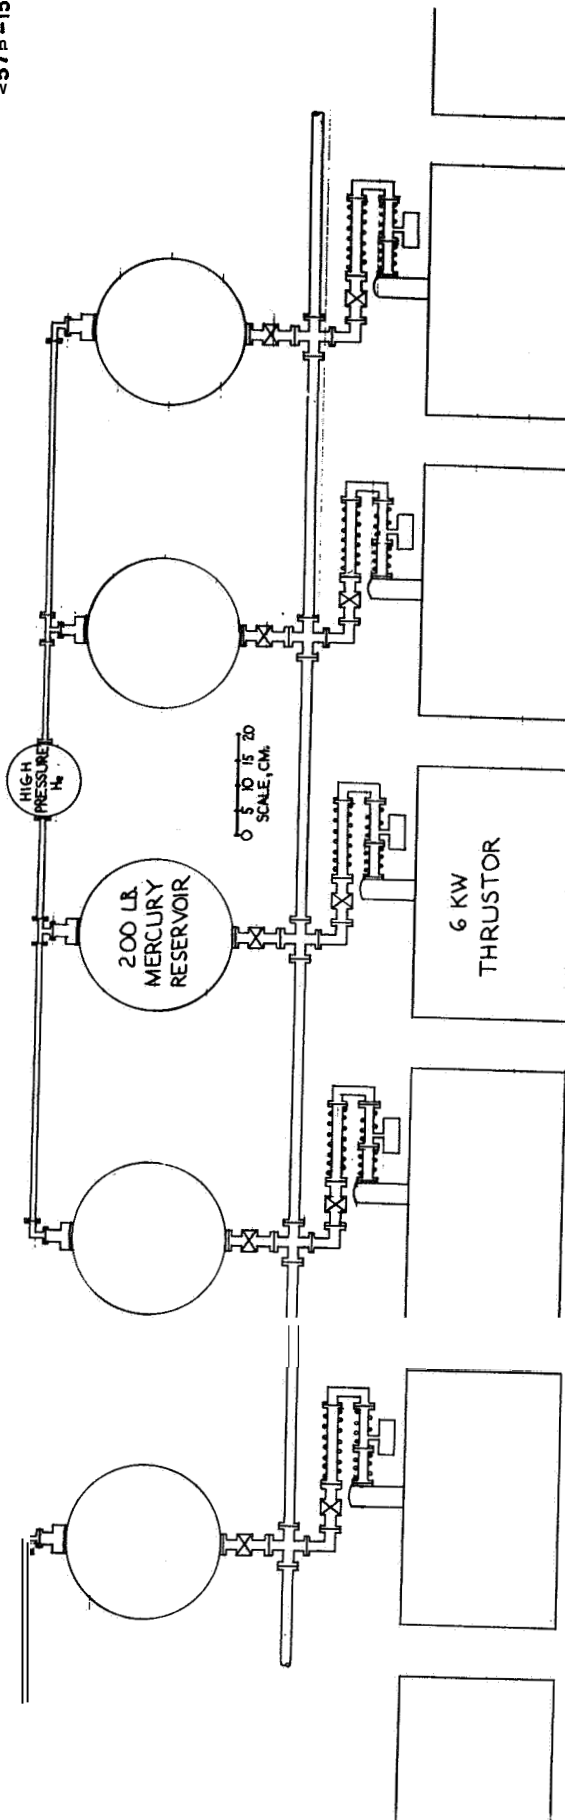 HIGH
PRESSURE
He
200 LB.
MERCURY
RESERVOIR
0 5 10 15 20
SCALE, CM.
6 KW
THRUSTOR